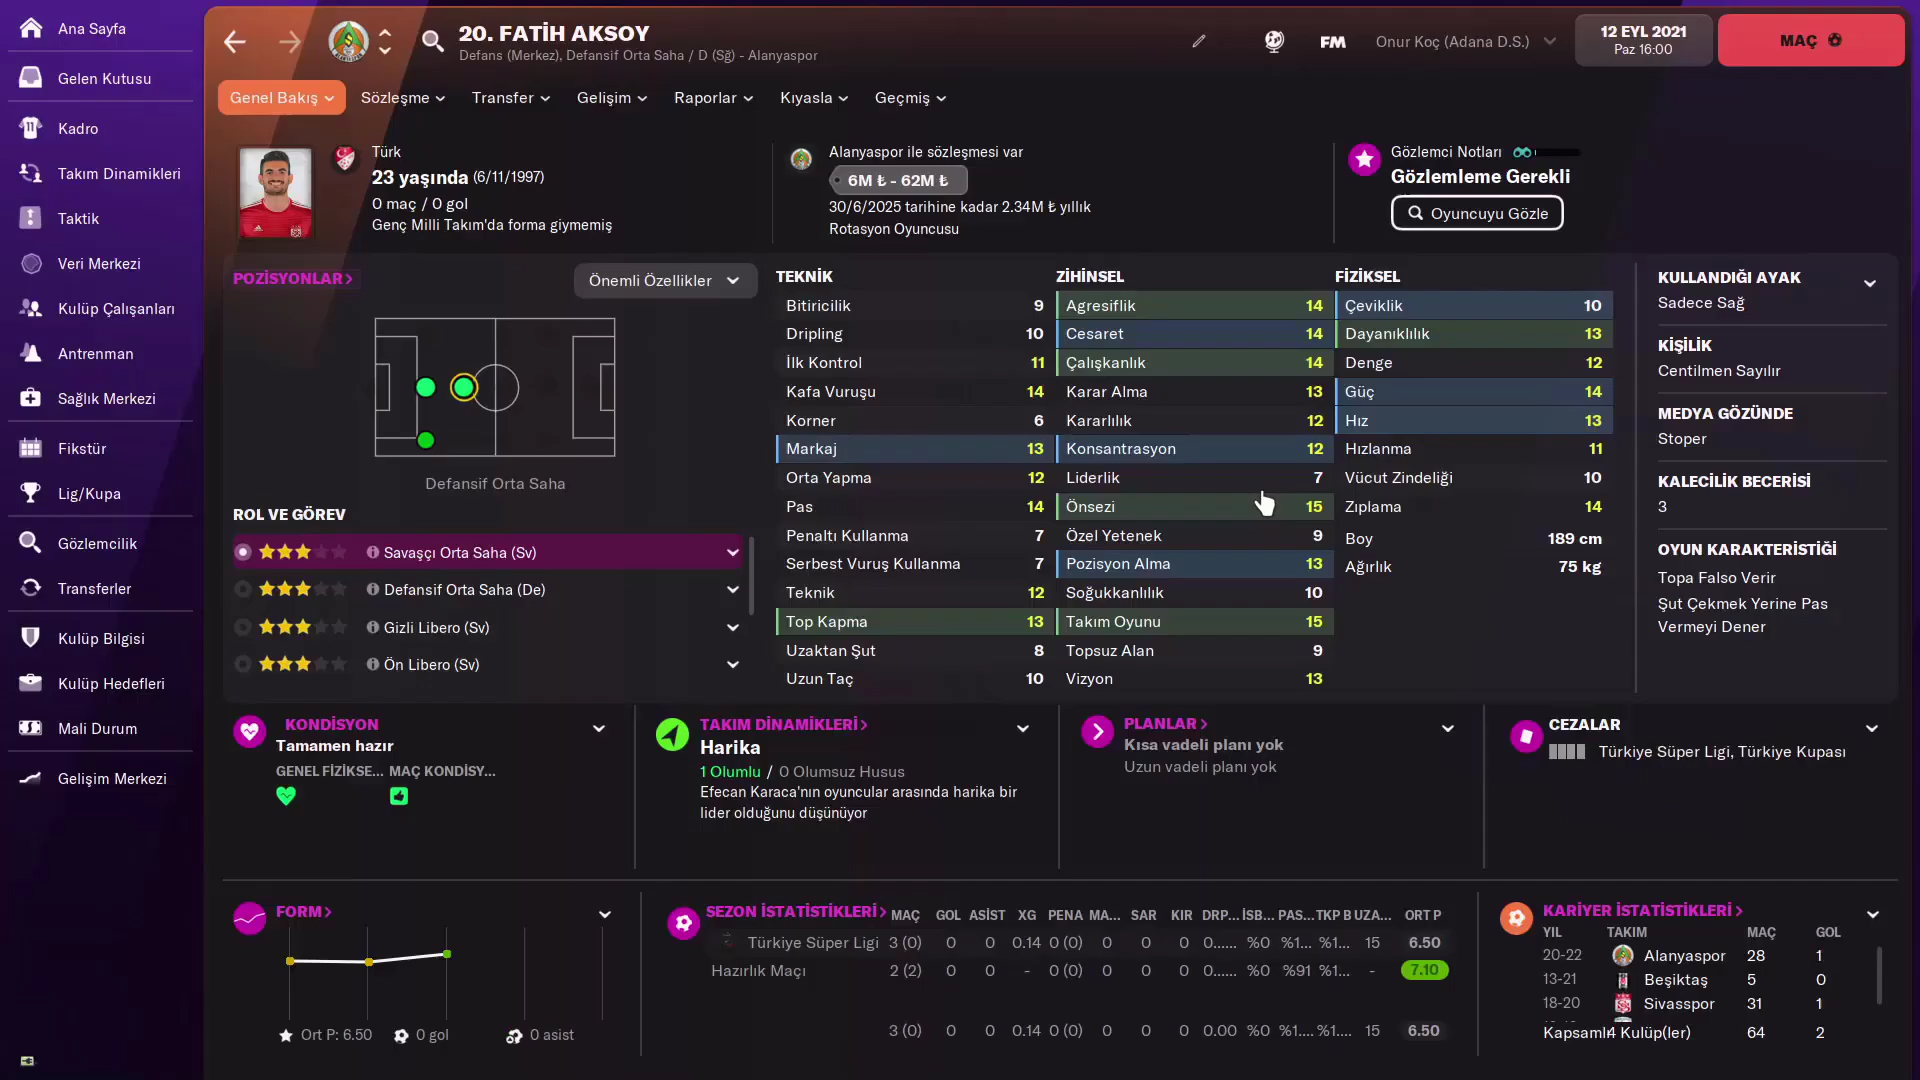 Ana Sayfa
Gelen Kutusu
Kadro
Takım Dinamikleri
Taktik
Veri Merkezi
Kulüp Çalışanları
Antrenman
Sağlık Merkezi
Fikstür
Lig/Kupa
Gözlemcilik
Transferler
Kulüp Bilgisi
Kulüp Hedefleri
Mali Durum
Gelişim Merkezi
20. FATİH AKSOY
Defans (Merkez), Defansif Orta Saha / D (Sğ) - Alanyaspor
FM
Onur Koç (Adana D.S.)
12 EYL 2021
Paz 16:00
MAÇ
Genel Bakış
Sözleşme
Transfer
Gelişim
Raporlar
Kıyasla
Geçmiş
Türk
23 yaşında (6/11/1997)
0 maç / 0 gol
Genç Milli Takım'da forma giymemiş
Alanyaspor ile sözleşmesi var
6M ₺ - 62M ₺
30/6/2025 tarihine kadar 2.34M ₺ yıllık
Rotasyon Oyuncusu
Gözlemci Notları
Gözlemleme Gerekli
Oyuncuyu Gözle
POZİSYONLAR>
Önemli Özellikler
Defansif Orta Saha
ROL VE GÖREV
Savaşçı Orta Saha (Sv)
Defansif Orta Saha (De)
Gizli Libero (Sv)
Ön Libero (Sv)
TEKNİK
Bitiricilik 9
Dripling 10
İlk Kontrol 11
Kafa Vuruşu 14
Korner 6
Markaj 13
Orta Yapma 12
Pas 14
Penaltı Kullanma 7
Serbest Vuruş Kullanma 7
Teknik 12
Top Kapma 13
Uzaktan Şut 8
Uzun Taç 10
ZİHİNSEL
Agresiflik 14
Cesaret 14
Çalışkanlık 14
Karar Alma 13
Kararlılık 12
Konsantrasyon 12
Liderlik 7
Önsezi 15
Özel Yetenek 9
Pozisyon Alma 13
Soğukkanlılık 10
Takım Oyunu 15
Topsuz Alan 9
Vizyon 13
FİZİKSEL
Çeviklik 10
Dayanıklılık 13
Denge 12
Güç 14
Hız 13
Hızlanma 11
Vücut Zindeliği 10
Zıplama 14
Boy 189 cm
Ağırlık 75 kg
KULLANDIĞI AYAK
Sadece Sağ
KİŞİLİK
Centilmen Sayılır
MEDYA GÖZÜNDE
Stoper
KALECİLİK BECERİSİ
3
OYUN KARAKTERİSTİĞİ
Topa Falso Verir
Şut Çekmek Yerine Pas
Vermeyi Dener
KONDİSYON
Tamamen hazır
GENEL FİZİKSE... MAÇ KONDİSY...
TAKIM DİNAMİKLERİ>
Harika
1 Olumlu / 0 Olumsuz Husus
Efecan Karaca'nın oyuncular arasında harika bir
lider olduğunu düşünüyor
PLANLAR>
Kısa vadeli planı yok
Uzun vadeli planı yok
CEZALAR
Türkiye Süper Ligi, Türkiye Kupası
FORM>
Ort P: 6.50 0 gol 0 asist
SEZON İSTATİSTİKLERİ> MAÇ GOL ASİST XG PENA MA... SAR KIR DRP... İSB... PAS... TKP B UZA... ORT P
Türkiye Süper Ligi 3 (0) 0 0 0.14 0 (0) 0 0 0 0...... %0 %1... %1... 15 6.50
Hazırlık Maçı 2 (2) 0 0 - 0 (0) 0 0 0 0...... %0 %91 %1... - 7.10
3 (0) 0 0 0.14 0 (0) 0 0 0 0.00 %0 %1.... %1... 15 6.50
KARİYER İSTATİSTİKLERİ>
YIL TAKIM MAÇ GOL
20-22 Alanyaspor 28 1
13-21 Beşiktaş 5 0
18-20 Sivasspor 31 1
4 Kulüp(ler) 64 2